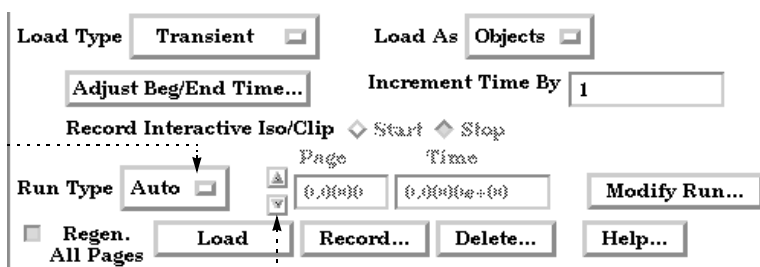 Load Type Transient Load As Objects
Adjust Beg/End Time... Increment Time By 1
Record Interactive Iso/Clip Start Stop
Page Time
Run Type Auto 0.0000 0.0000e+00 Modify Run...
Regen. All Pages Load Record... Delete... Help...